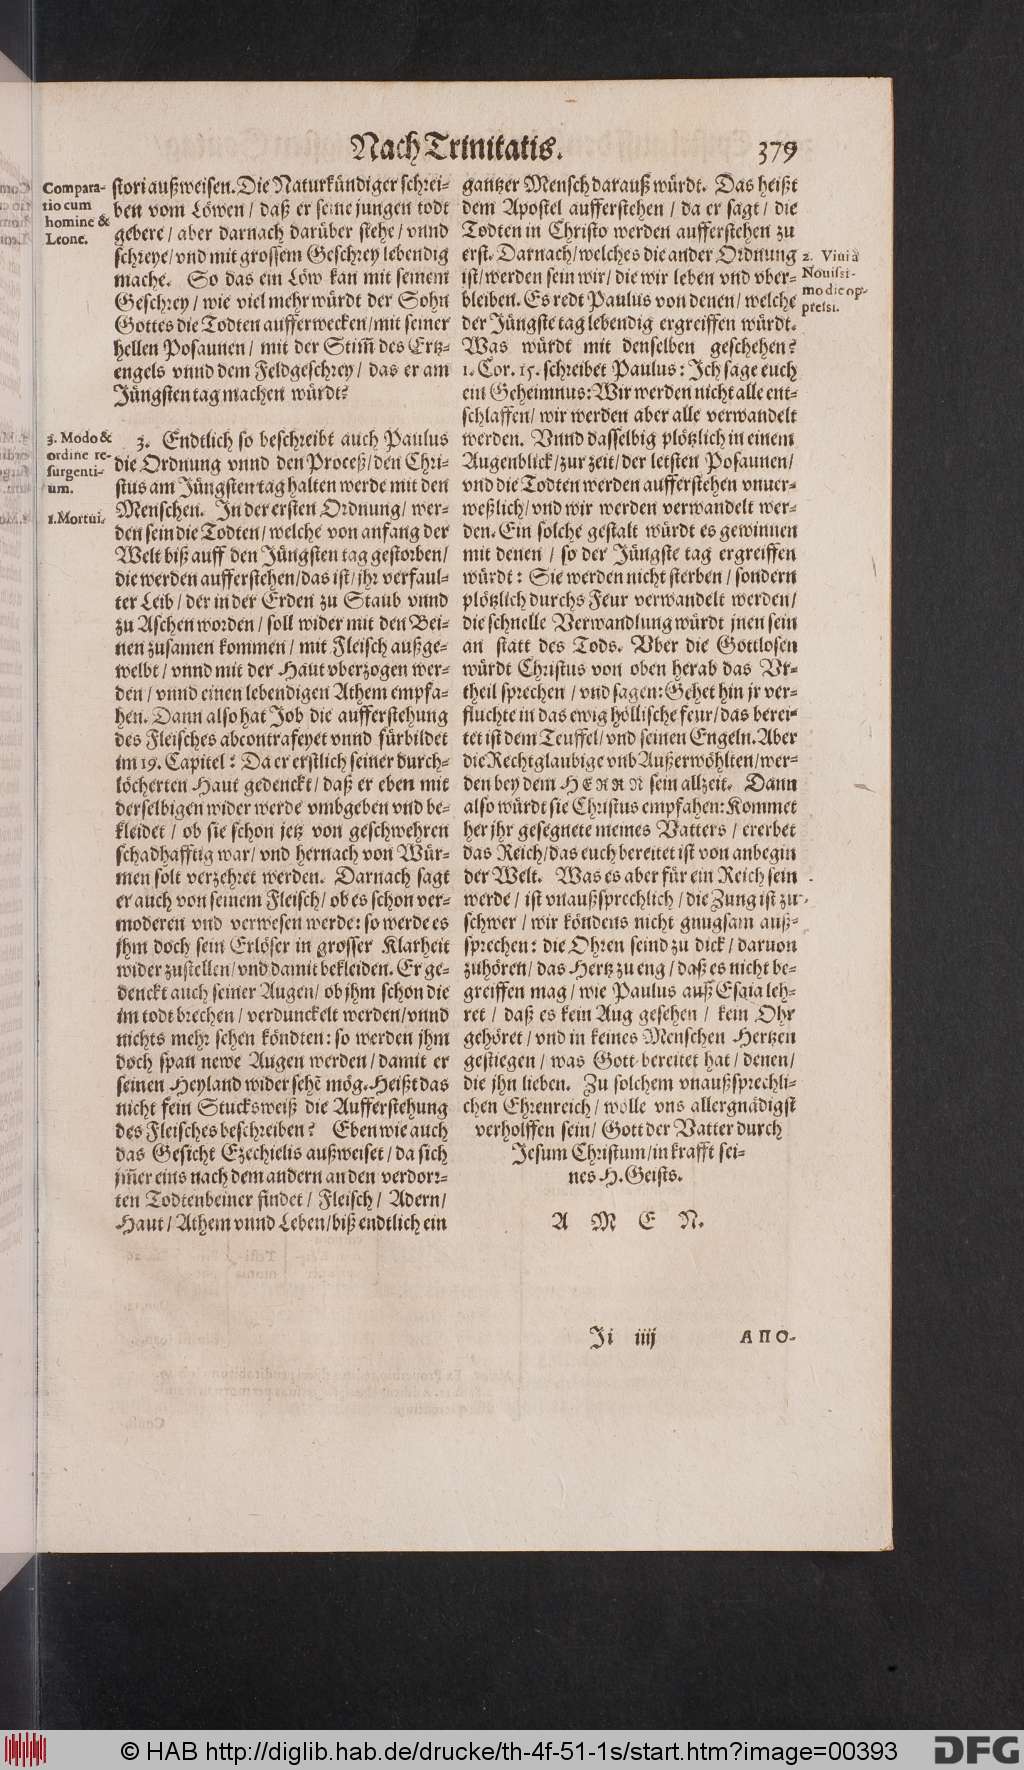 Nach Trinitatis. 379
Compara-
tio cum
homine &
Leone.
stori außweisen. Die Naturkündiger schrei-
ben vom Löwen / daß er seine jungen todt
gebere / aber darnach darüber stehe / vnnd
schreye / vnd mit grossem Geschrey lebendig
mache. So das ein Löw kan mit seinem
Geschrey / wie viel mehr würdt der Sohn
Gottes die Todten aufferwecken / mit seiner
hellen Posaunen / mit der Stim̃ des Ertz-
engels vnnd dem Feldgeschrey / das er am
Jüngsten tag machen würdt?
3. Modo &
ordine re-
surgenti-
um.
1. Mortui.
3. Endtlich so beschreibt auch Paulus
die Ordnung vnnd den Proceß / den Chri-
stus am Jüngsten tag halten werde mit den
Menschen. In der ersten Ordnung / wer-
den sein die Todten / welche von anfang der
Welt biß auff den Jüngsten tag gestorben /
die werden aufferstehen / das ist / jhr verfaul-
ter Leib / der in der Erden zu Staub vnnd
zu Aschen worden / soll wider mit den Bei-
nen zusamen kommen / mit Fleisch außge-
welbt / vnnd mit der Haut vberzogen wer-
den / vnnd einen lebendigen Athem empfa-
hen. Dann also hat Job die aufferstehung
des Fleisches abcontrafeyet vnnd fürbildet
im 19. Capitel: Da er erstlich seiner durch-
löcherten Haut gedenckt / daß er eben mit
derselbigen wider werde vmbgeben vnd be-
kleidet / ob sie schon jetz von geschwehren
schadhafftig war / vnd hernach von Wür-
men solt verzehret werden. Darnach sagt
er auch von seinem Fleisch / ob es schon ver-
moderen vnd verwesen werde: so werde es
jhm doch sein Erlöser in grosser Klarheit
wider zustellen / vnd damit bekleiden. Er ge-
denckt auch seiner Augen / ob jhm schon die
im todt brechen / verdunckelt werden / vnnd
nichts mehr sehen köndten: so werden jhm
doch span newe Augen werden / damit er
seinen Heyland wider sehẽ mög. Heißt das
nicht fein Stucksweiß die Aufferstehung
des Fleisches beschreiben? Eben wie auch
das Gesicht Ezechielis außweiset / da sich
jm̃er eins nach dem andern an den verdorr-
ten Todtenbeiner findet / Fleisch / Adern /
Haut / Athem vnnd Leben / biß endtlich ein
gantzer Mensch darauß würdt. Das heißt
dem Apostel aufferstehen / da er sagt / die
Todten in Christo werden aufferstehen zu
erst. Darnach / welches die ander Ordnung
ist / werden sein wir / die wir leben vnd vber-
bleiben. Es redt Paulus von denen / welche
der Jüngste tag lebendig ergreiffen würdt.
Was würdt mit denselben geschehen?
1. Cor. 15. schreibet Paulus: Ich sage euch
ein Geheimnus: Wir werden nicht alle ent-
schlaffen / wir werden aber alle verwandelt
werden. Vnnd dasselbig plötzlich in einem
Augenblick / zur zeit / der letsten Posaunen /
vnd die Todten werden aufferstehen vnuer-
weßlich / vnd wir werden verwandelt wer-
den. Ein solche gestalt würdt es gewinnen
mit denen / so der Jüngste tag ergreiffen
würdt: Sie werden nicht sterben / sondern
plötzlich durchs Feur verwandelt werden /
die schnelle Verwandlung würdt jnen sein
an statt des Tods. Vber die Gottlosen
würdt Christus von oben herab das Vr-
theil sprechen / vnd sagen: Gehet hin jr ver-
fluchte in das ewig höllische feur / das berei-
tet ist dem Teuffel / vnd seinen Engeln. Aber
die Rechtglaubige vnb Außerwöhlten / wer-
den bey dem HERRN sein allzeit. Dann
also würdt sie Christus empfahen: Kommet
her jhr gesegnete meines Vatters / ererbet
das Reich / das euch bereitet ist von anbegin
der Welt. Was es aber für ein Reich sein
werde / ist vnaußsprechlich / die Zung ist zu
schwer / wir köndens nicht gnugsam auß-
sprechen: die Ohren seind zu dick / daruon
zuhören / das Hertz zu eng / daß es nicht be-
greiffen mag / wie Paulus auß Esaia leh-
ret / daß es kein Aug gesehen / kein Ohr
gehöret / vnd in keines Menschen Hertzen
gestiegen / was Gott bereitet hat / denen /
die jhn lieben. Zu solchem vnaußsprechli-
chen Ehrenreich / wolle vns allergnädigst
verholffen sein / Gott der Vatter durch
Jesum Christum / in krafft sei-
nes H. Geists.
A M E N.
2. Viui à
Nouissi-
mo die op-
pressi.
Ii iiij ΑΠΟ-
© HAB http://diglib.hab.de/drucke/th-4f-51-1s/start.htm?image=00393
DFG